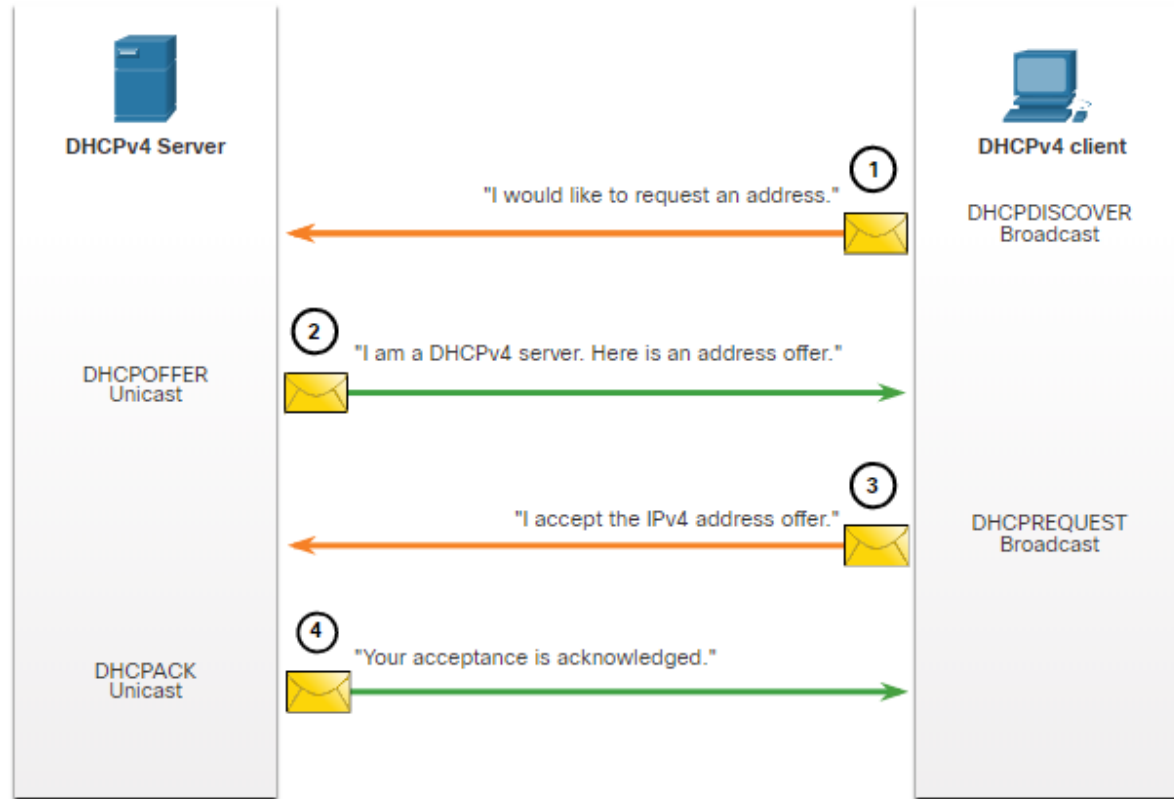 DHCPv4 Server
DHCPv4 client
1
"I would like to request an address."
DHCPDISCOVER
Broadcast
2
"I am a DHCPv4 server. Here is an address offer."
DHCPOFFER
Unicast
3
"I accept the IPv4 address offer."
DHCPREQUEST
Broadcast
4
"Your acceptance is acknowledged."
DHCPACK
Unicast